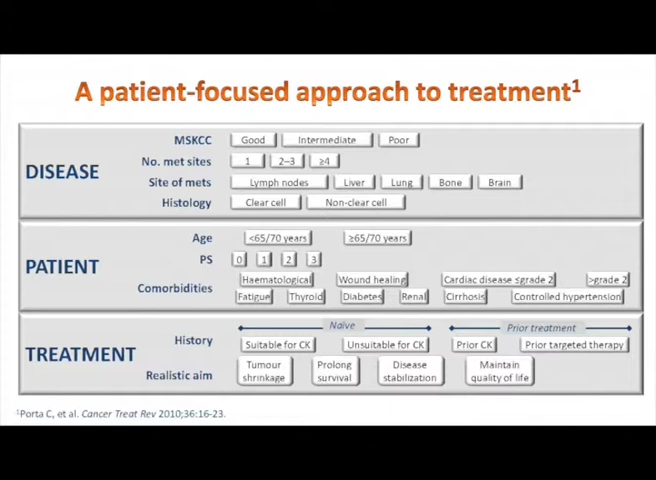 A patient-focused approach to treatment1
DISEASE
MSKCC Good Intermediate Poor
No. met sites 1 2–3 ≥4
Site of mets Lymph nodes Liver Lung Bone Brain
Histology Clear cell Non-clear cell
PATIENT
Age <65/70 years ≥65/70 years
PS 0 1 2 3
Comorbidities
Haematological Wound healing Cardiac disease ≤grade 2 >grade 2
Fatigue Thyroid Diabetes Renal Cirrhosis Controlled hypertension
TREATMENT
Naïve Prior treatment
History Suitable for CK Unsuitable for CK Prior CK Prior targeted therapy
Realistic aim
Tumour shrinkage
Prolong survival
Disease stabilization
Maintain quality of life
1Porta C, et al. Cancer Treat Rev 2010;36:16-23.